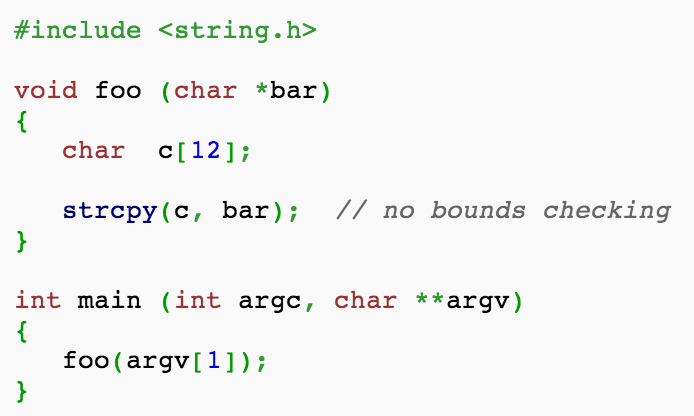 #include <string.h>
void foo (char *bar)
{
char c[12];
strcpy(c, bar); // no bounds checking
}
int main (int argc, char **argv)
{
foo(argv[1]);
}